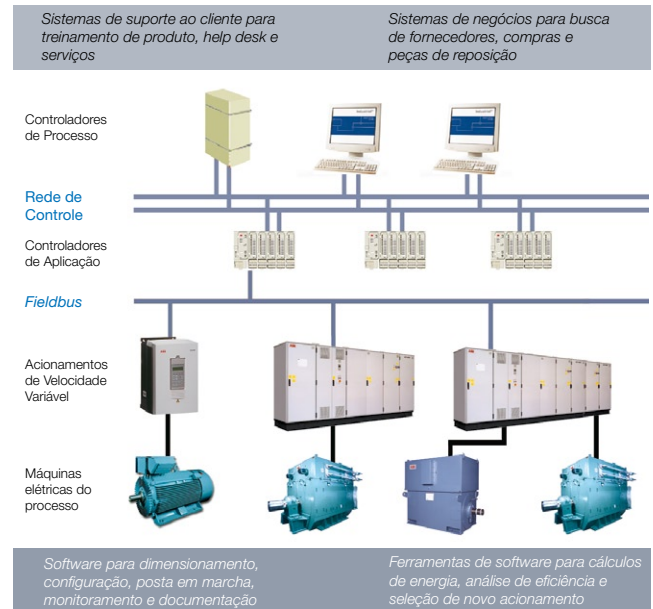 Sistemas de suporte ao cliente para
treinamento de produto, help desk e
serviços
Sistemas de negócios para busca
de fornecedores, compras e
peças de reposição
Controladores
de Processo
Rede de
Controle
Controladores
de Aplicação
Fieldbus
Acionamentos
de Velocidade
Variável
Máquinas
elétricas do
processo
Software para dimensionamento,
configuração, posta em marcha,
monitoramento e documentação
Ferramentas de software para cálculos
de energia, análise de eficiência e
seleção de novo acionamento